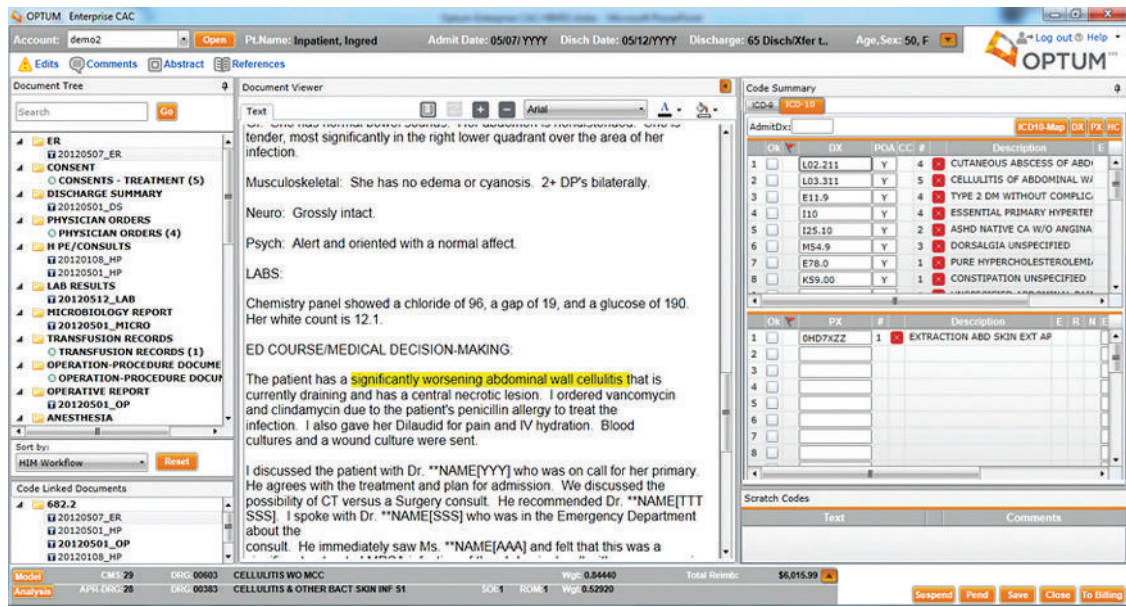 OPTUM Enterprise CAC
Account: demo2 Open Pt.Name: Inpatient, Ingred Admit Date: 05/07/YYYY Disch Date: 05/12/YYYY Discharge: 65 Disch/Xfer t.. Age,Sex: 50, F
Log out Help
OPTUM™
Edits Comments Abstract References
Document Tree
Search Go
ER
20120507_ER
CONSENT
CONSENTS - TREATMENT (5)
DISCHARGE SUMMARY
20120501_DS
PHYSICIAN ORDERS
PHYSICIAN ORDERS (4)
H PE/CONSULTS
20120108_HP
20120501_HP
LAB RESULTS
20120512_LAB
MICROBIOLOGY REPORT
20120501_MICRO
TRANSFUSION RECORDS
TRANSFUSION RECORDS (1)
OPERATION-PROCEDURE DOCUME
OPERATION-PROCEDURE DOCUM
OPERATIVE REPORT
20120501_OP
ANESTHESIA
Sort by:
HIM Workflow Reset
Code Linked Documents
682.2
20120507_ER
20120501_HP
20120501_OP
20120108_HP
Document Viewer
Text Arial A
tender, most significantly in the right lower quadrant over the area of her
infection.
Musculoskeletal: She has no edema or cyanosis. 2+ DP's bilaterally.
Neuro: Grossly intact.
Psych: Alert and oriented with a normal affect.
LABS:
Chemistry panel showed a chloride of 96, a gap of 19, and a glucose of 190.
Her white count is 12.1.
ED COURSE/MEDICAL DECISION-MAKING:
The patient has a significantly worsening abdominal wall cellulitis that is
currently draining and has a central necrotic lesion. I ordered vancomycin
and clindamycin due to the patient's penicillin allergy to treat the
infection. I also gave her Dilaudid for pain and IV hydration. Blood
cultures and a wound culture were sent.
I discussed the patient with Dr. **NAME[YYY] who was on call for her primary.
He agrees with the treatment and plan for admission. We discussed the
possibility of CT versus a Surgery consult. He recommended Dr. **NAME[TTT
SSS]. I spoke with Dr. **NAME[SSS] who was in the Emergency Department
about the
consult. He immediately saw Ms. **NAME[AAA] and felt that this was a
Code Summary
ICD-9 ICD-10
AdmitDx: ICD10-Map DX PX HC
Ok DX POA CC # Description E
1 L02.211 Y 4 CUTANEOUS ABSCESS OF ABD
2 L03.311 Y 5 CELLULITIS OF ABDOMINAL WA
3 E11.9 Y 4 TYPE 2 DM WITHOUT COMPLIC
4 I10 Y 4 ESSENTIAL PRIMARY HYPERTEN
5 I25.10 Y 2 ASHD NATIVE CA W/O ANGINA
6 M54.9 Y 3 DORSALGIA UNSPECIFIED
7 E78.0 Y 1 PURE HYPERCHOLESTEROLEMI
8 K59.00 Y 1 CONSTIPATION UNSPECIFIED
Ok PX # Description E R N E
1 0HD7XZZ 1 EXTRACTION ABD SKIN EXT AP
2
3
4
5
6
7
8
Scratch Codes
Text Comments
Model CMS-29 DRG: 00603 CELLULITIS WO MCC Wgt: 0.84440 Total Reimb: $6,015.99
Analysis APR-DRG-28 DRG: 00383 CELLULITIS & OTHER BACT SKIN INF S1 SOI:1 ROM:1 Wgt: 0.52920
Suspend Pend Save Close To Billing